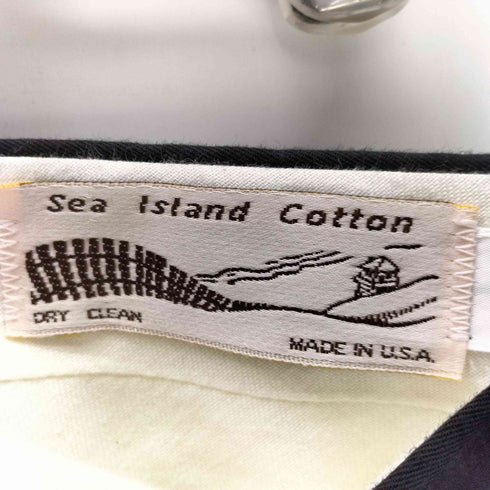 Sea Island Cotton
DRY CLEAN
MADE IN U.S.A.